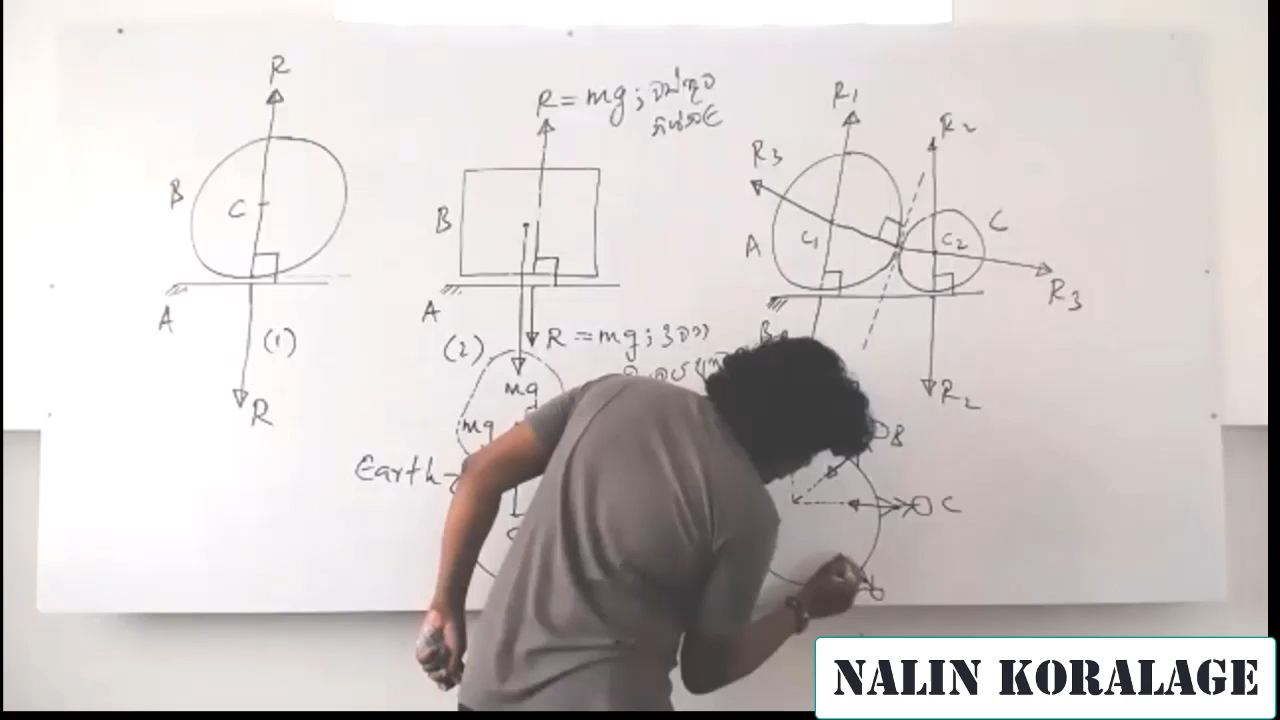 R
B
C
A
(1)
R
R = mg ;
B
A
(2)
R = mg ;
mg
mg
Earth
R1
R2
R3
A
C1
C2
C
R3
R2
B
C
NALIN KORALAGE